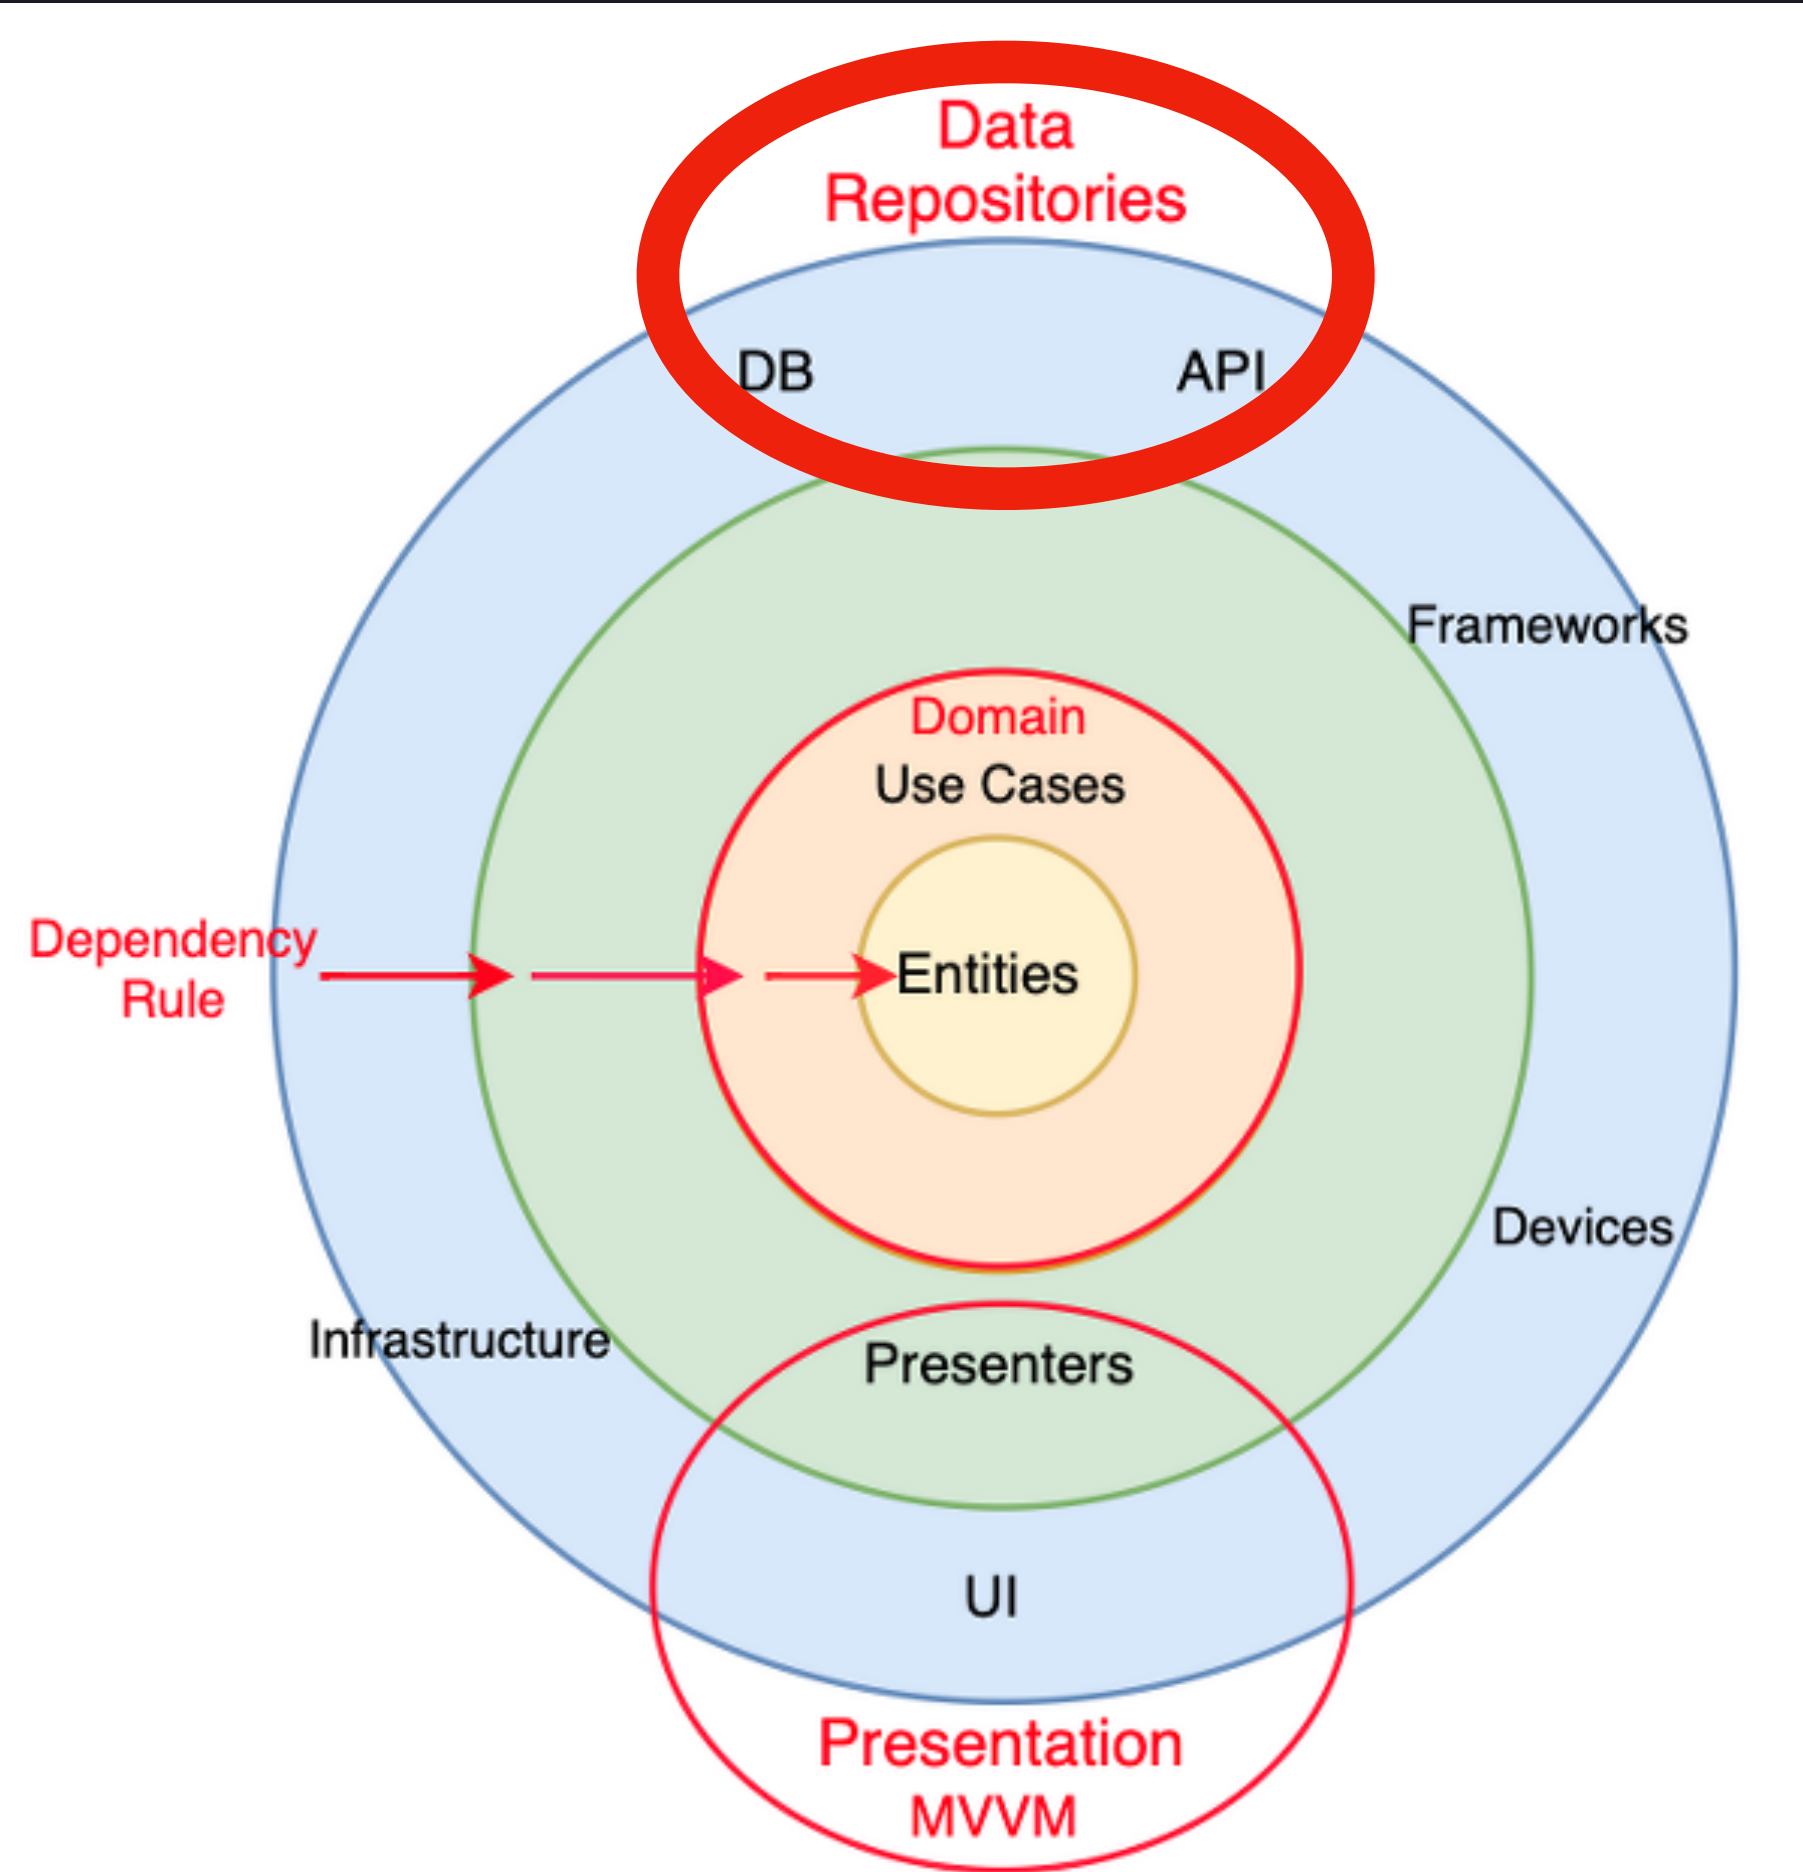 Data
Repositories
DB
API
Frameworks
Domain
Use Cases
Dependency
Rule
Entities
Devices
Infrastructure
Presenters
UI
Presentation
MVVM